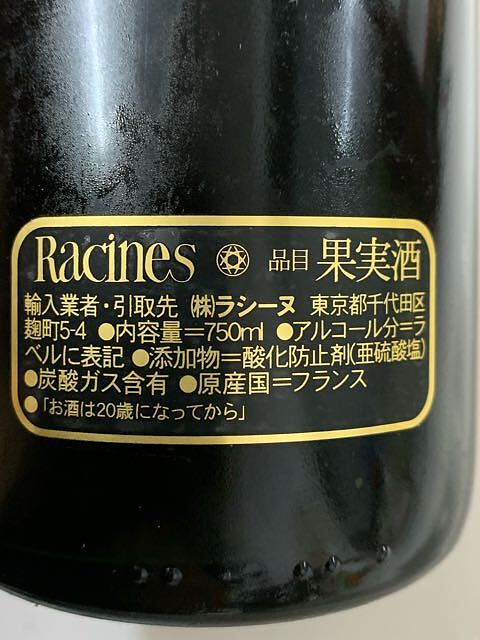 Racines 品目 果実酒
輸入業者・引取先 ㈱ラシーヌ 東京都千代田区
麹町5-4 ●内容量=750ml ●アルコール分=ラ
ベルに表記 ●添加物=酸化防止剤(亜硫酸塩)
●炭酸ガス含有 ●原産国=フランス
●「お酒は20歳になってから」